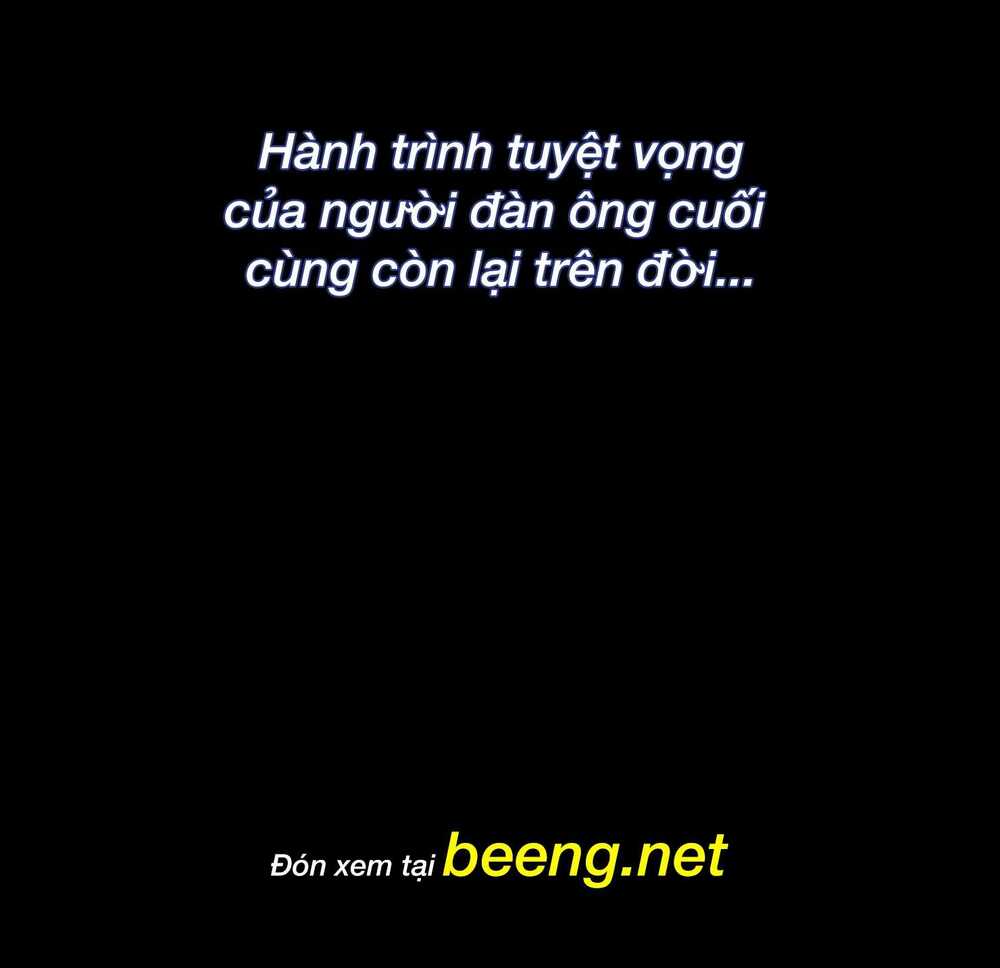 Hành trình tuyệt vọng
của người đàn ông cuối
cùng còn lại trên đời...
Đón xem tại beeng.net